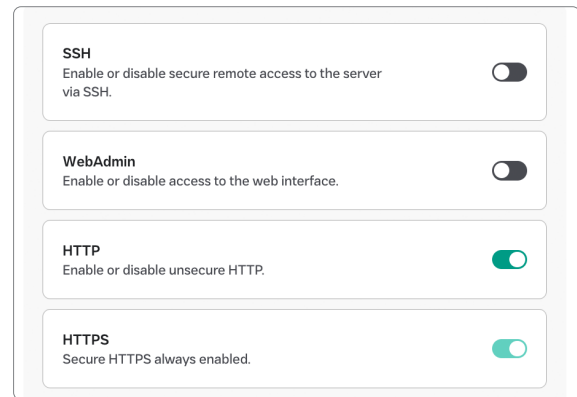 SSH
Enable or disable secure remote access to the server
via SSH.
WebAdmin
Enable or disable access to the web interface.
HTTP
Enable or disable unsecure HTTP.
HTTPS
Secure HTTPS always enabled.